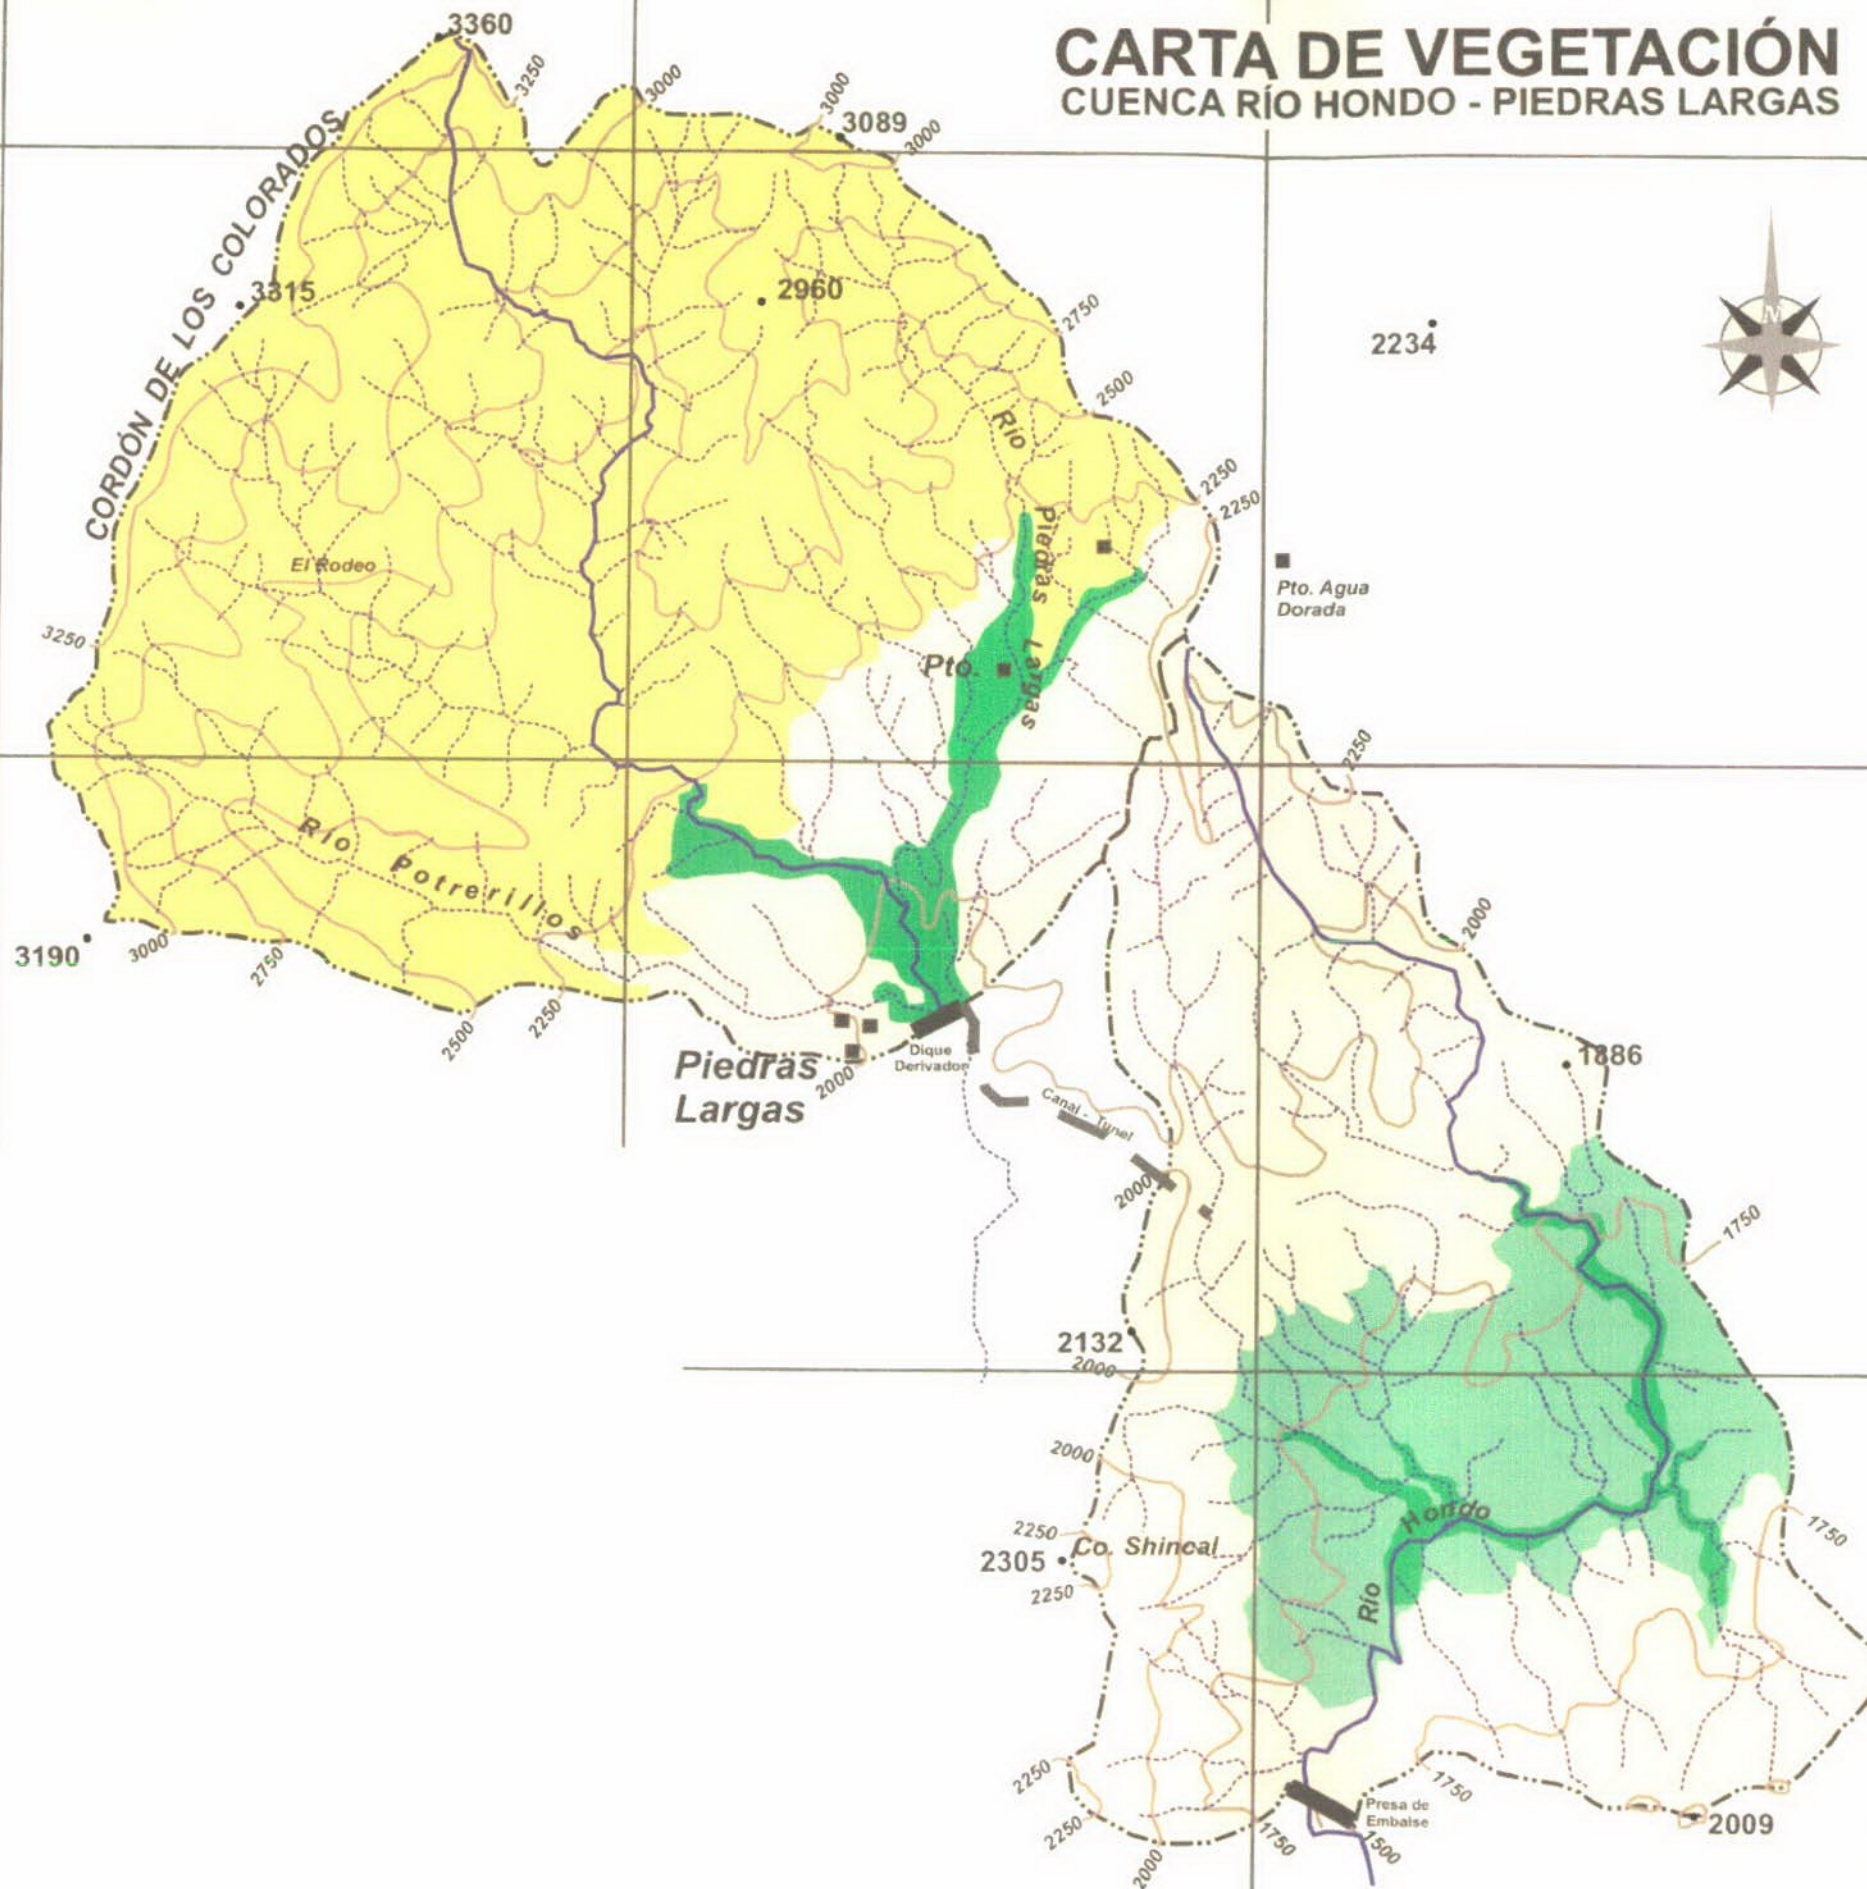 CARTA DE VEGETACIÓN
CUENCA RÍO HONDO - PIEDRAS LARGAS
3360
3250
3000
3000
3089
3000
CORDÓN DE LOS COLORADOS
3315
2960
2750
2234
N
2500
Río
Piedras
Largas
2250
2250
El Rodeo
Pto. Agua
Dorada
3250
Pto.
2250
Río Potrerillos
2000
3190
3000
2750
2500
2250
Piedras
Largas
2000
Dique
Derivador
Canal - Tunel
1886
2000
1750
2132
2000
2000
Río Hondo
2250
2305
Co. Shincal
2250
1750
2250
1750
Presa de
Embalse
2250
1750
1500
2009
2000